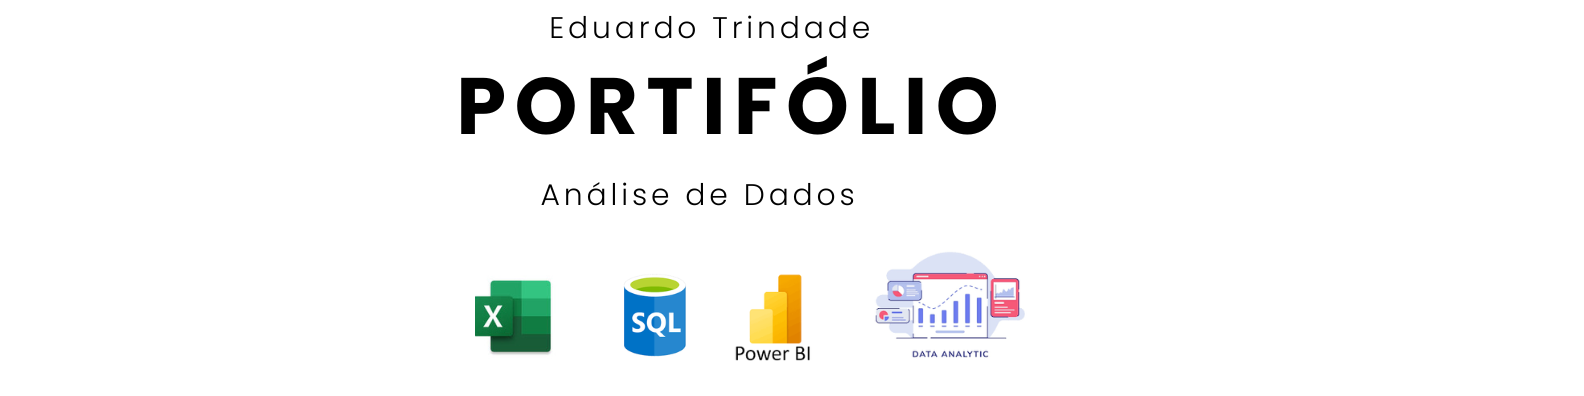 Eduardo Trindade
PORTIFÓLIO
Análise de Dados
X
SQL
Power BI
DATA ANALYTIC